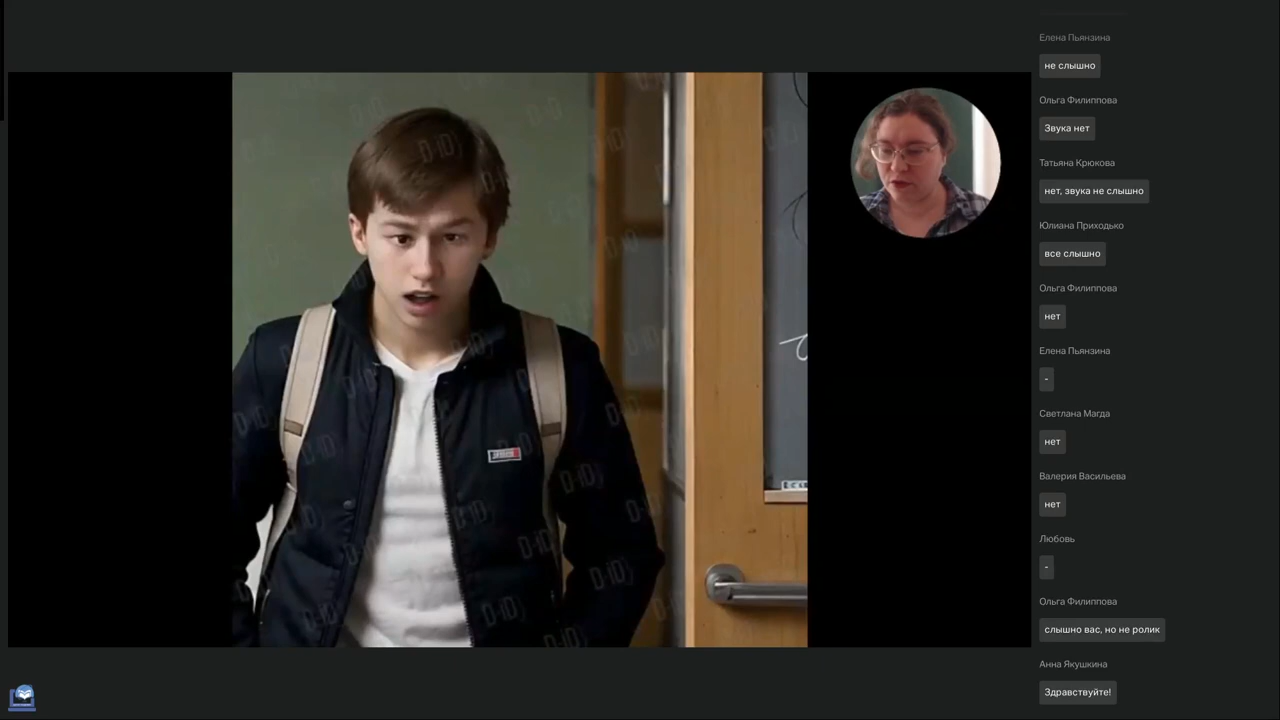 Елена Пьянзина
не слышно
Ольга Филиппова
Звука нет
Татьяна Крюкова
нет, звука не слышно
Юлиана Приходько
все слышно
Ольга Филиппова
нет
Елена Пьянзина
-
Светлана Магда
нет
Валерия Васильева
нет
Любовь
-
Ольга Филиппова
слышно вас, но не ролик
Анна Якушкина
Здравствуйте!
D-iD